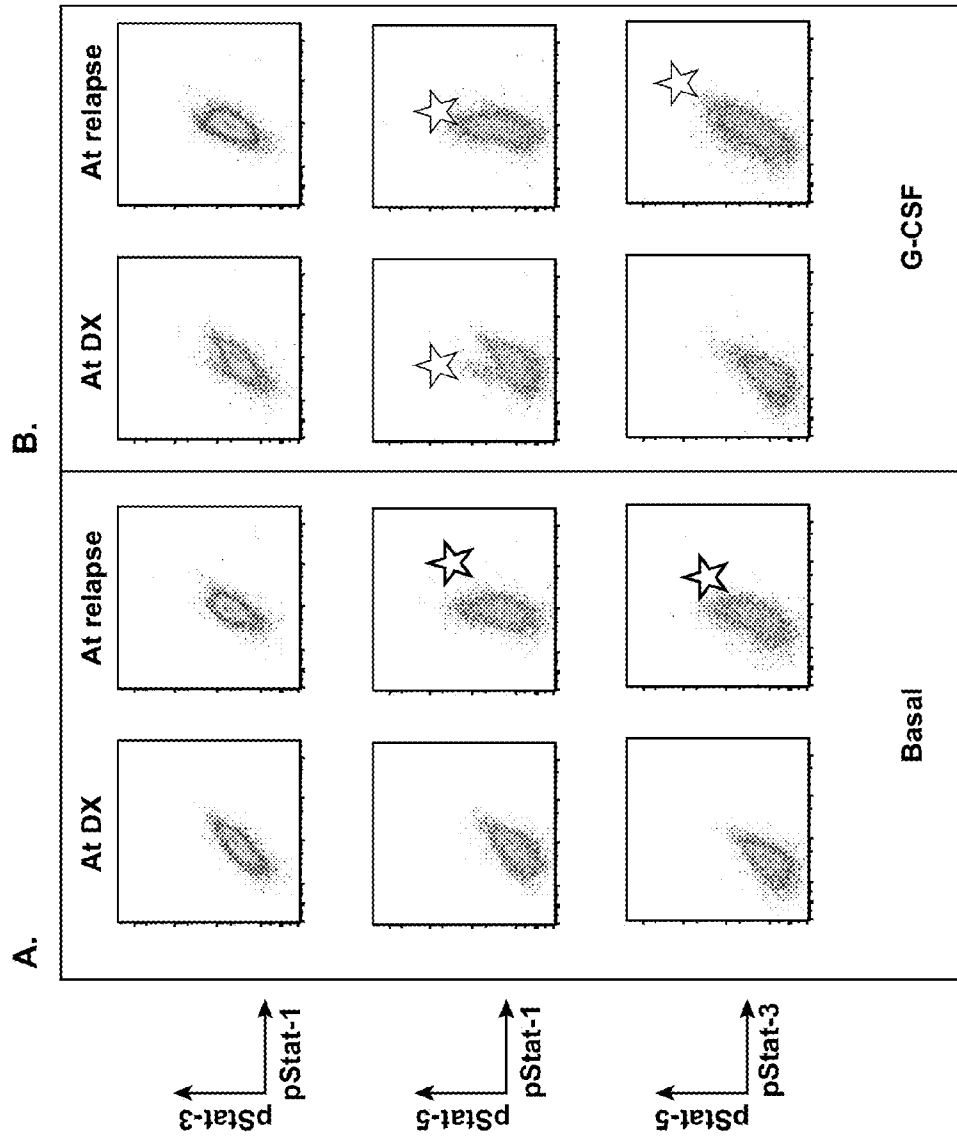 A.
B.
At DX
At relapse
At DX
At relapse
pStat-3
pStat-1
pStat-5
pStat-1
pStat-5
pStat-3
Basal
G-CSF